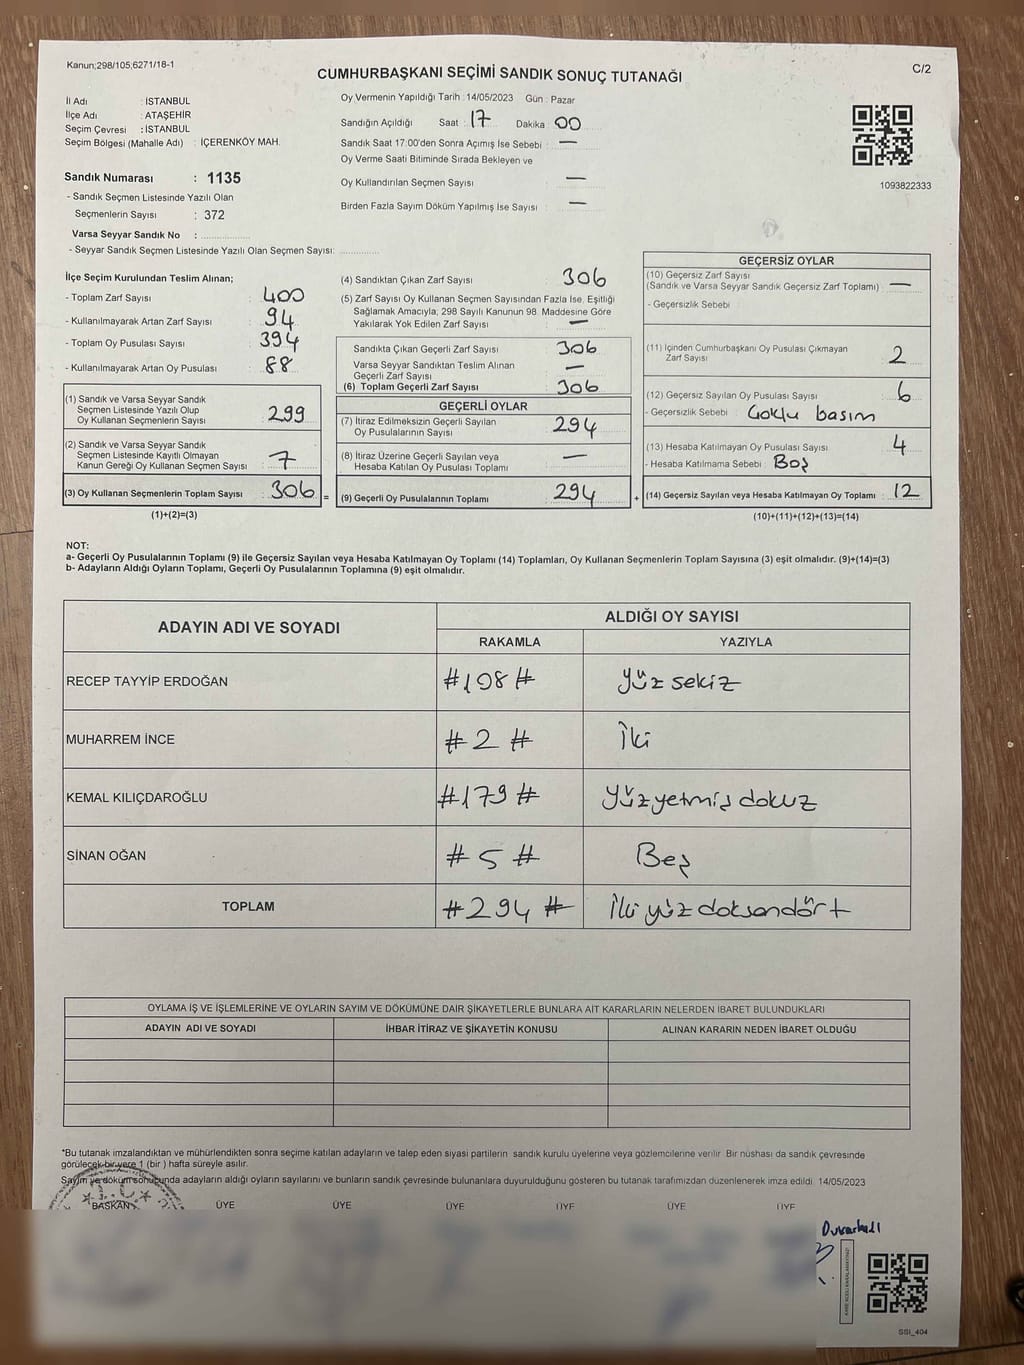 Kanun;298/105,6271/18-1
C/2
CUMHURBAŞKANI SEÇİMİ SANDIK SONUÇ TUTANAĞI
İl Adı : İSTANBUL
İlçe Adı : ATAŞEHİR
Seçim Çevresi : İSTANBUL
Seçim Bölgesi (Mahalle Adı) : İÇERENKÖY MAH.
Sandık Numarası : 1135
- Sandık Seçmen Listesinde Yazılı Olan
Seçmenlerin Sayısı : 372
Varsa Seyyar Sandık No :
- Seyyar Sandık Seçmen Listesinde Yazılı Olan Seçmen Sayısı:
Oy Vermenin Yapıldığı Tarih : 14/05/2023 Gün : Pazar
Sandığın Açıldığı Saat : 17 Dakika : 00
Sandık Saat 17:00'den Sonra Açımış İse Sebebi : —
Oy Verme Saati Bitiminde Sırada Bekleyen ve
Oy Kullandırılan Seçmen Sayısı : —
Birden Fazla Sayım Döküm Yapılmış İse Sayısı : —
1093822333
İlçe Seçim Kurulundan Teslim Alınan;
- Toplam Zarf Sayısı : 400
- Kullanılmayarak Artan Zarf Sayısı : 94
- Toplam Oy Pusulası Sayısı : 394
- Kullanılmayarak Artan Oy Pusulası : 88
(1) Sandık ve Varsa Seyyar Sandık
Seçmen Listesinde Yazılı Olup
Oy Kullanan Seçmenlerin Sayısı : 299
(2) Sandık ve Varsa Seyyar Sandık
Seçmen Listesinde Kayıtlı Olmayan
Kanun Gereği Oy Kullanan Seçmen Sayısı : 7
(3) Oy Kullanan Seçmenlerin Toplam Sayısı : 306 =
(1)+(2)=(3)
(4) Sandıktan Çıkan Zarf Sayısı : 306
(5) Zarf Sayısı Oy Kullanan Seçmen Sayısından Fazla İse, Eşitliği
Sağlamak Amacıyla; 298 Sayılı Kanunun 98. Maddesine Göre
Yakılarak Yok Edilen Zarf Sayısı : —
Sandıkta Çıkan Geçerli Zarf Sayısı : 306
Varsa Seyyar Sandıktan Teslim Alınan
Geçerli Zarf Sayısı : —
(6) Toplam Geçerli Zarf Sayısı : 306
GEÇERLİ OYLAR
(7) İtiraz Edilmeksizin Geçerli Sayılan
Oy Pusulalarının Sayısı : 294
(8) İtiraz Üzerine Geçerli Sayılan veya
Hesaba Katılan Oy Pusulası Toplamı : —
(9) Geçerli Oy Pusulalarının Toplamı : 294 +
GEÇERSİZ OYLAR
(10) Geçersiz Zarf Sayısı
(Sandık ve Varsa Seyyar Sandık Geçersiz Zarf Toplamı) : —
- Geçersizlik Sebebi :
(11) İçinden Cumhurbaşkanı Oy Pusulası Çıkmayan
Zarf Sayısı : 2
(12) Geçersiz Sayılan Oy Pusulası Sayısı : 6
- Geçersizlik Sebebi : Çoklu basım
(13) Hesaba Katılmayan Oy Pusulası Sayısı : 4
- Hesaba Katılmama Sebebi : Boş
(14) Geçersiz Sayılan veya Hesaba Katılmayan Oy Toplamı : 12
(10)+(11)+(12)+(13)=(14)
NOT:
a- Geçerli Oy Pusulalarının Toplamı (9) ile Geçersiz Sayılan veya Hesaba Katılmayan Oy Toplamı (14) Toplamları, Oy Kullanan Seçmenlerin Toplam Sayısına (3) eşit olmalıdır. (9)+(14)=(3)
b- Adayların Aldığı Oyların Toplamı, Geçerli Oy Pusulalarının Toplamına (9) eşit olmalıdır.
ADAYIN ADI VE SOYADI
ALDIĞI OY SAYISI
RAKAMLA YAZIYLA
RECEP TAYYİP ERDOĞAN #108# Yüz sekiz
MUHARREM İNCE #2# İki
KEMAL KILIÇDAROĞLU #179# Yüz yetmiş dokuz
SİNAN OĞAN #5# Beş
TOPLAM #294# İki yüz doksan dört
OYLAMA İŞ VE İŞLEMLERİNE VE OYLARIN SAYIM VE DÖKÜMÜNE DAİR ŞİKAYETLERLE BUNLARA AİT KARARLARIN NELERDEN İBARET BULUNDUKLARI
ADAYIN ADI VE SOYADI İHBAR İTİRAZ VE ŞİKAYETİN KONUSU ALINAN KARARIN NEDEN İBARET OLDUĞU
*Bu tutanak imzalandıktan ve mühürlendikten sonra seçime katılan adayların ve talep eden siyasi partilerin sandık kurulu üyelerine veya gözlemcilerine verilir. Bir nüshası da sandık çevresinde
görülecek bir yere 1 (bir) hafta süreyle asılır.
Sayım ve döküm sonucunda adayların aldığı oyların sayılarını ve bunların sandık çevresinde bulunanlara duyurulduğunu gösteren bu tutanak tarafımızdan düzenlenerek imza edildi. 14/05/2023
T.C.
BAŞKAN ÜYE ÜYE ÜYE ÜYE ÜYE ÜYE
SSİ_404